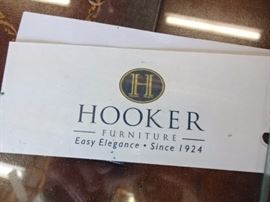 H
HOOKER
FURNITURE
Easy Elegance • Since 1924